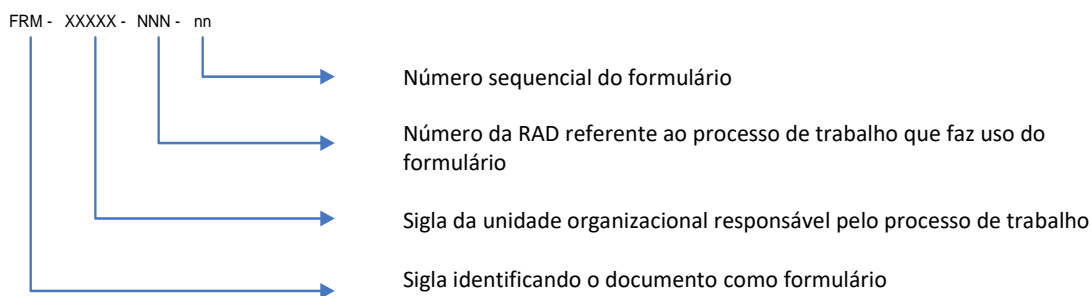 FRM - XXXXX - NNN - nn
Número sequencial do formulário
Número da RAD referente ao processo de trabalho que faz uso do
formulário
Sigla da unidade organizacional responsável pelo processo de trabalho
Sigla identificando o documento como formulário